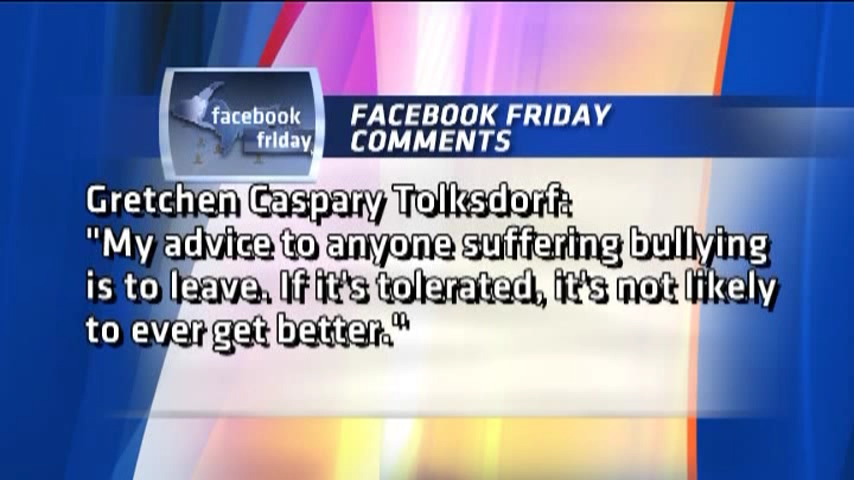 facebook
friday
FACEBOOK FRIDAY
COMMENTS
Gretchen Caspary Tolksdorf:
"My advice to anyone suffering bullying
is to leave. If it's tolerated, it's not likely
to ever get better."